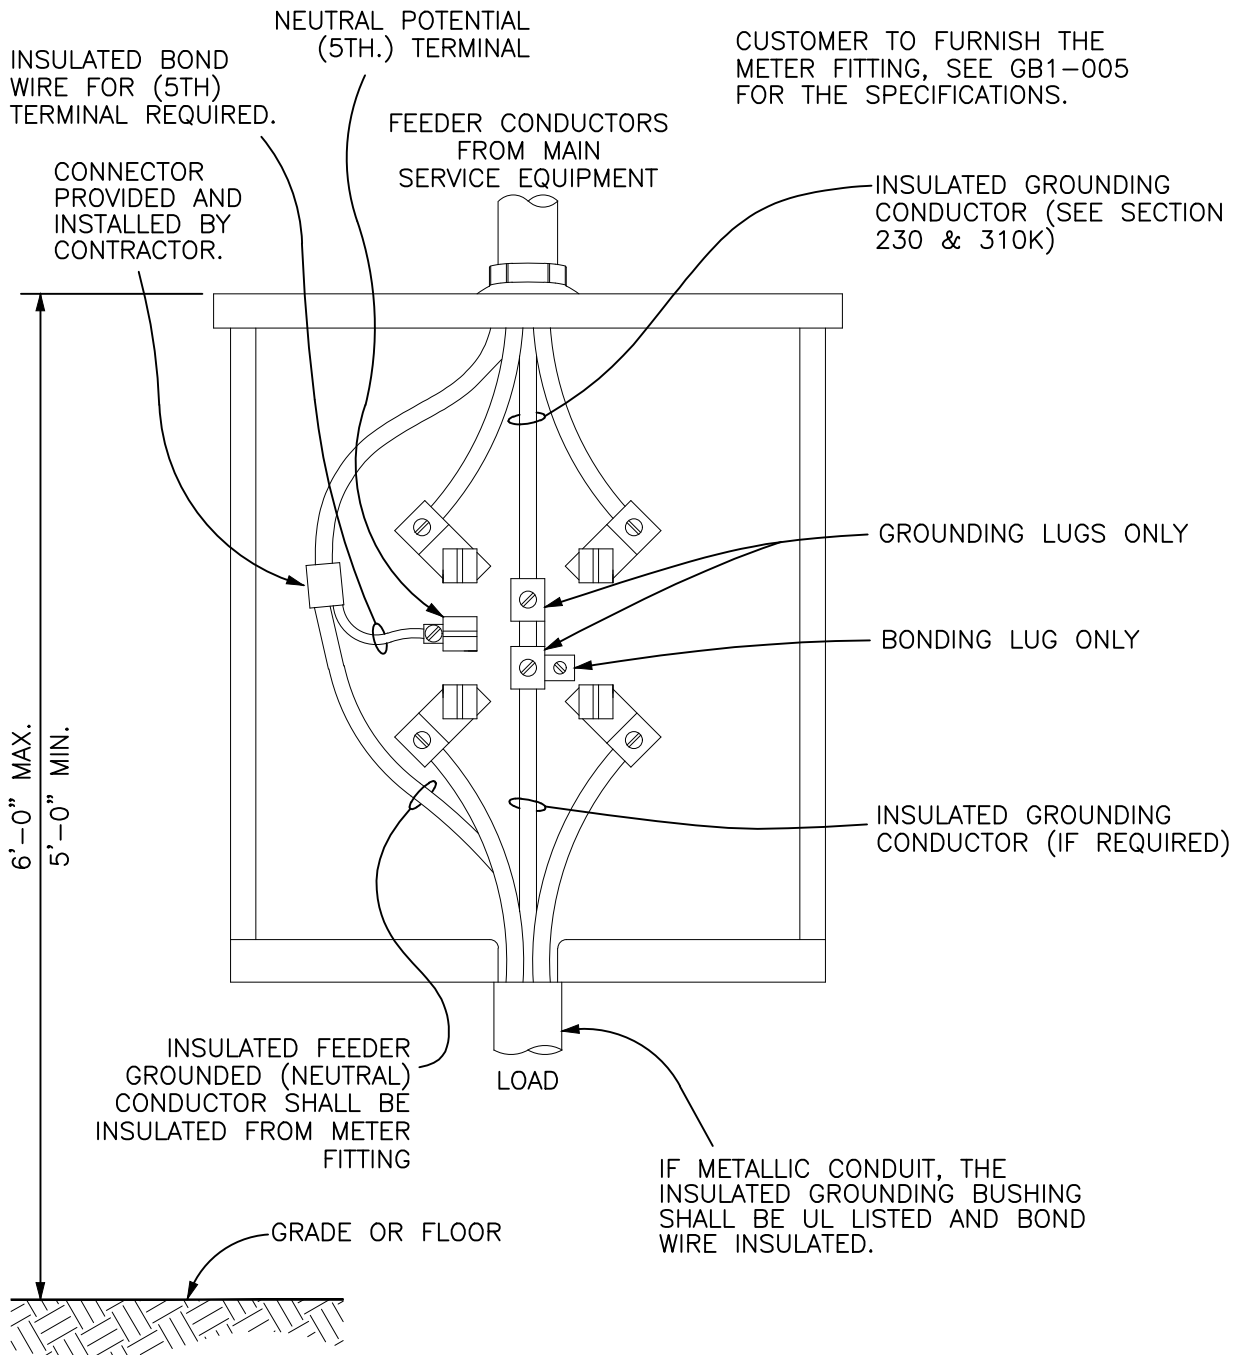 NEUTRAL POTENTIAL
(5TH.) TERMINAL
INSULATED BOND
WIRE FOR (5TH)
TERMINAL REQUIRED.
CUSTOMER TO FURNISH THE
METER FITTING, SEE GB1-005
FOR THE SPECIFICATIONS.
FEEDER CONDUCTORS
FROM MAIN
SERVICE EQUIPMENT
CONNECTOR
PROVIDED AND
INSTALLED BY
CONTRACTOR.
INSULATED GROUNDING
CONDUCTOR (SEE SECTION
230 & 310K)
GROUNDING LUGS ONLY
BONDING LUG ONLY
6'-0" MAX.
5'-0" MIN.
INSULATED GROUNDING
CONDUCTOR (IF REQUIRED)
INSULATED FEEDER
GROUNDED (NEUTRAL)
CONDUCTOR SHALL BE
INSULATED FROM METER
FITTING
LOAD
IF METALLIC CONDUIT, THE
INSULATED GROUNDING BUSHING
SHALL BE UL LISTED AND BOND
WIRE INSULATED.
GRADE OR FLOOR